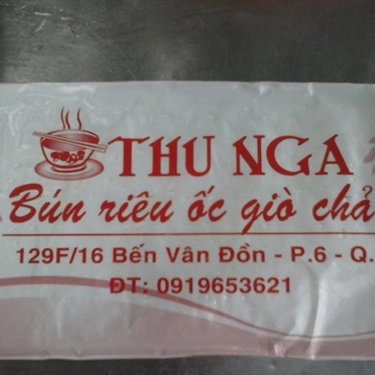 THU NGA
Bún riêu ốc giò chả
129F/16 Bến Vân Đồn - P.6 - Q.
ĐT: 0919653621